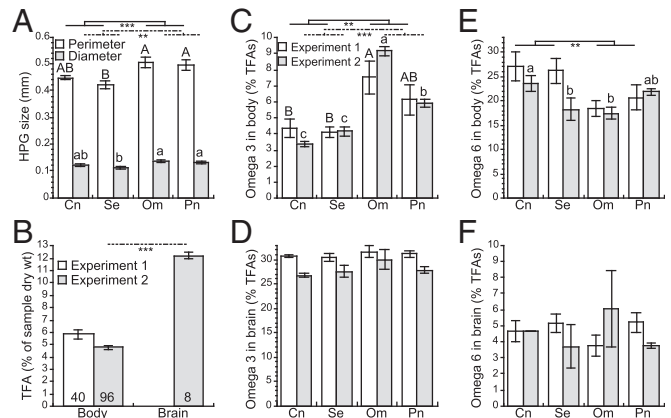 A
***
**
Perimeter
Diameter
HPG size (mm)
0.6
0.5
0.4
0.3
0.2
0.1
0
AB
B
A
A
ab
b
a
a
Cn
Se
Om
Pn
C
**
***
Experiment 1
Experiment 2
Omega 3 in body (% TFAs)
10
9
8
7
6
5
4
3
2
1
0
B
c
B
c
A
a
AB
b
Cn
Se
Om
Pn
E
**
Omega 6 in body (% TFAs)
30
25
20
15
10
5
0
a
b
b
ab
Cn
Se
Om
Pn
B
***
Experiment 1
Experiment 2
TFA (% of sample dry wt)
13
12
11
10
9
8
7
6
5
4
3
2
1
0
40
96
8
Body
Brain
D
Omega 3 in brain (% TFAs)
30
25
20
15
10
5
0
Cn
Se
Om
Pn
F
Omega 6 in brain (% TFAs)
10
8
6
4
2
0
Cn
Se
Om
Pn